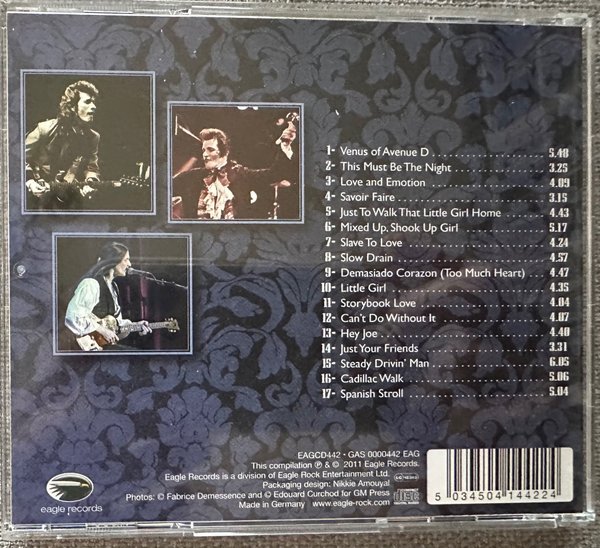 1- Venus of Avenue D 5.48
2- This Must Be The Night 3.25
3- Love and Emotion 4.09
4- Savoir Faire 3.15
5- Just To Walk That Little Girl Home 4.43
6- Mixed Up, Shook Up Girl 5.17
7- Slave To Love 4.24
8- Slow Drain 4.57
9- Demasiado Corazon (Too Much Heart) 4.47
10- Little Girl 4.35
11- Storybook Love 4.04
12- Can't Do Without It 4.07
13- Hey Joe 4.40
14- Just Your Friends 3.31
15- Steady Drivin' Man 6.05
16- Cadillac Walk 5.06
17- Spanish Stroll 5.04
EAGCD442 · GAS 0000442 EAG
This compilation ℗ & © 2011 Eagle Records.
Eagle Records is a division of Eagle Rock Entertainment Ltd.
Packaging design: Nikkie Amouyal
Photos: © Fabrice Demessence and © Edouard Curchod for GM Press
Made in Germany www.eagle-rock.com
eagle records
5 034504 144224